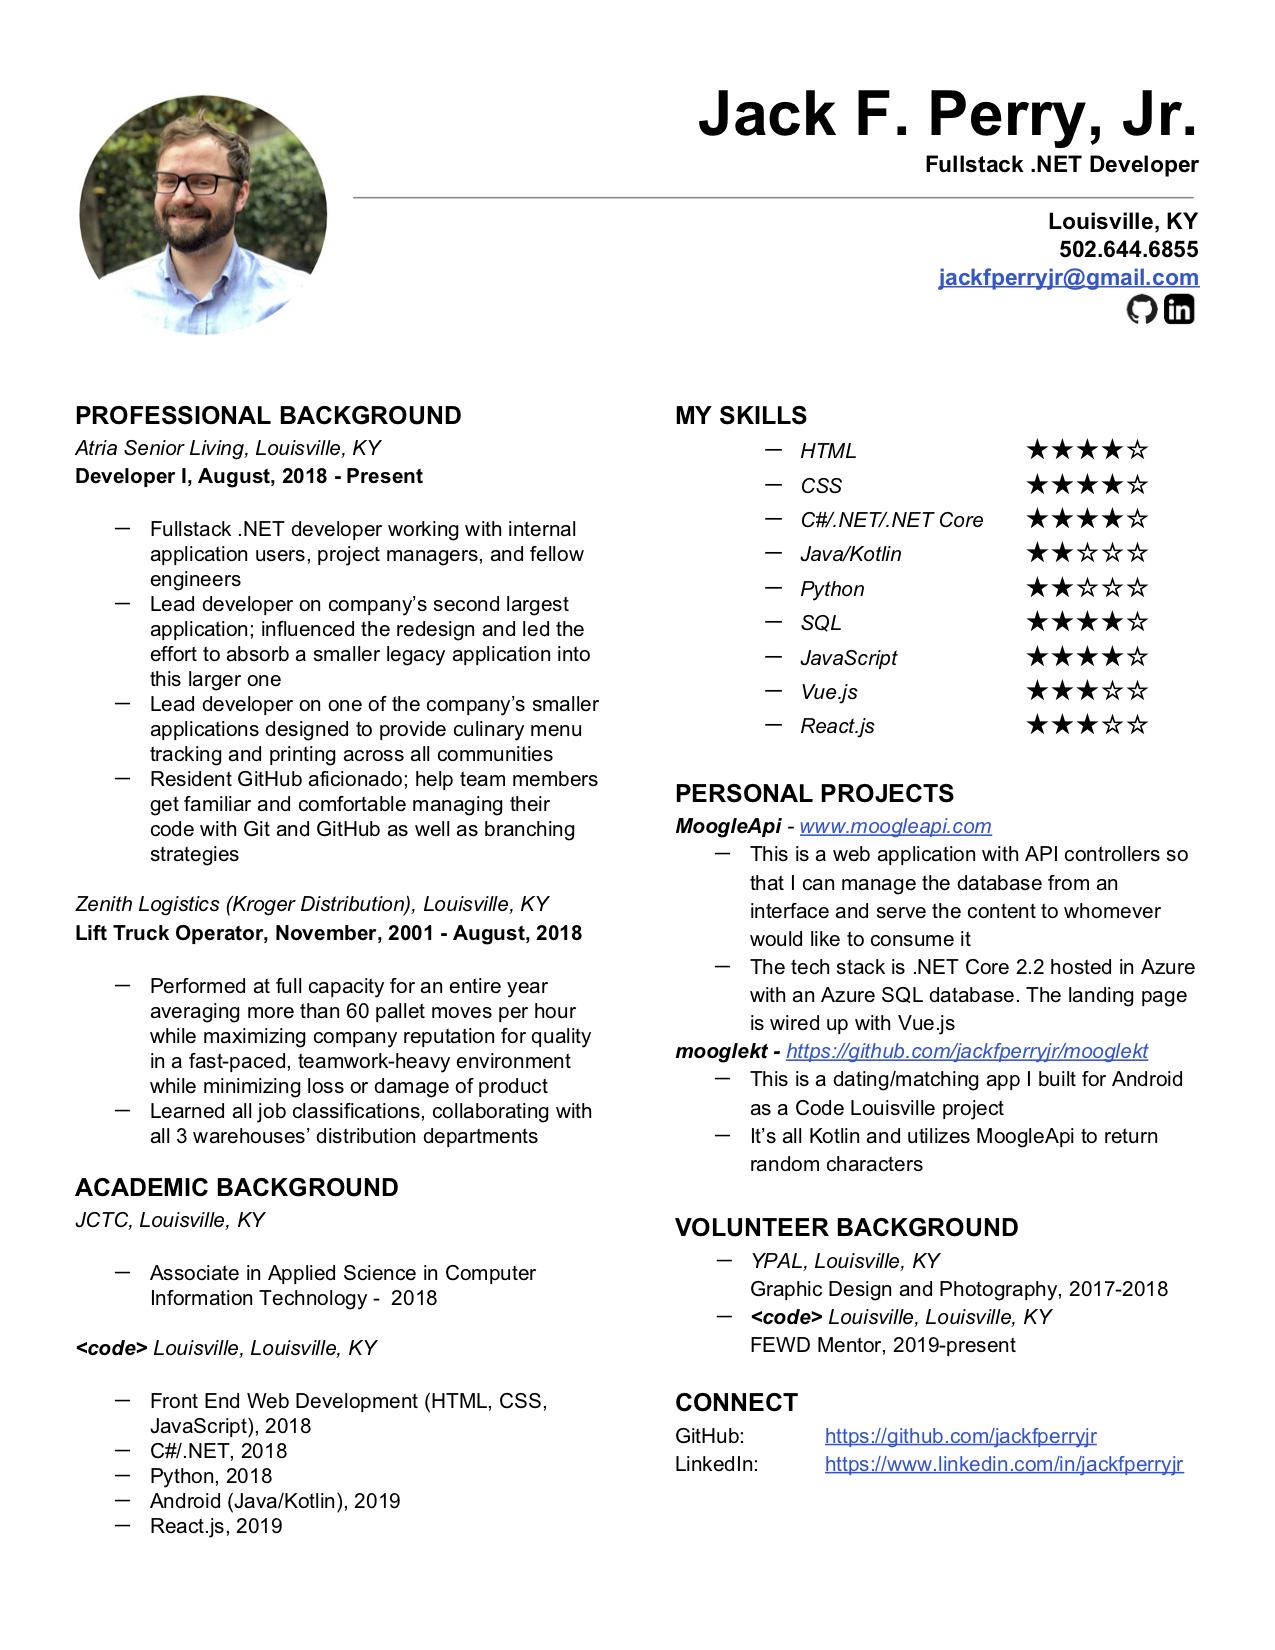 Jack F. Perry, Jr.
Fullstack .NET Developer
Louisville, KY
502.644.6855
jackfperryjr@gmail.com
in
PROFESSIONAL BACKGROUND
Atria Senior Living, Louisville, KY
Developer I, August, 2018 - Present
— Fullstack .NET developer working with internal
application users, project managers, and fellow
engineers
— Lead developer on company’s second largest
application; influenced the redesign and led the
effort to absorb a smaller legacy application into
this larger one
— Lead developer on one of the company’s smaller
applications designed to provide culinary menu
tracking and printing across all communities
— Resident GitHub aficionado; help team members
get familiar and comfortable managing their
code with Git and GitHub as well as branching
strategies
Zenith Logistics (Kroger Distribution), Louisville, KY
Lift Truck Operator, November, 2001 - August, 2018
— Performed at full capacity for an entire year
averaging more than 60 pallet moves per hour
while maximizing company reputation for quality
in a fast-paced, teamwork-heavy environment
while minimizing loss or damage of product
— Learned all job classifications, collaborating with
all 3 warehouses’ distribution departments
ACADEMIC BACKGROUND
JCTC, Louisville, KY
— Associate in Applied Science in Computer
Information Technology - 2018
<code> Louisville, Louisville, KY
— Front End Web Development (HTML, CSS,
JavaScript), 2018
— C#/.NET, 2018
— Python, 2018
— Android (Java/Kotlin), 2019
— React.js, 2019
MY SKILLS
— HTML ★★★★☆
— CSS ★★★★☆
— C#/.NET/.NET Core ★★★★☆
— Java/Kotlin ★★☆☆☆
— Python ★★☆☆☆
— SQL ★★★★☆
— JavaScript ★★★★☆
— Vue.js ★★★☆☆
— React.js ★★★☆☆
PERSONAL PROJECTS
MoogleApi - www.moogleapi.com
— This is a web application with API controllers so
that I can manage the database from an
interface and serve the content to whomever
would like to consume it
— The tech stack is .NET Core 2.2 hosted in Azure
with an Azure SQL database. The landing page
is wired up with Vue.js
mooglekt - https://github.com/jackfperryjr/mooglekt
— This is a dating/matching app I built for Android
as a Code Louisville project
— It’s all Kotlin and utilizes MoogleApi to return
random characters
VOLUNTEER BACKGROUND
— YPAL, Louisville, KY
Graphic Design and Photography, 2017-2018
— <code> Louisville, Louisville, KY
FEWD Mentor, 2019-present
CONNECT
GitHub: https://github.com/jackfperryjr
LinkedIn: https://www.linkedin.com/in/jackfperryjr